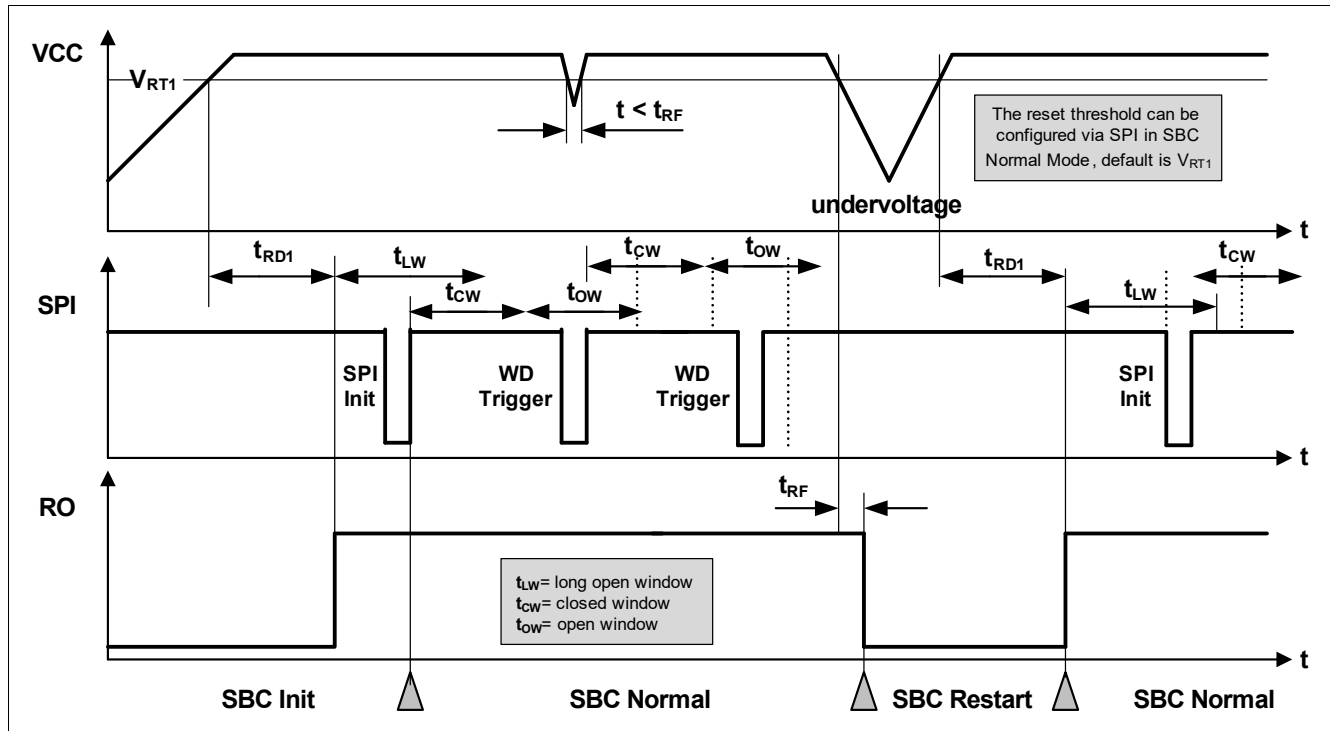 VCC
VRT1
t < tRF
The reset threshold can be
configured via SPI in SBC
Normal Mode, default is VRT1
undervoltage
t
tRD1
tLW
tCW
tOW
tCW
tOW
tRD1
tLW
tCW
SPI
SPI
Init
WD
Trigger
WD
Trigger
SPI
Init
t
RO
tRF
tLW= long open window
tCW= closed window
tOW= open window
t
SBC Init
SBC Normal
SBC Restart
SBC Normal